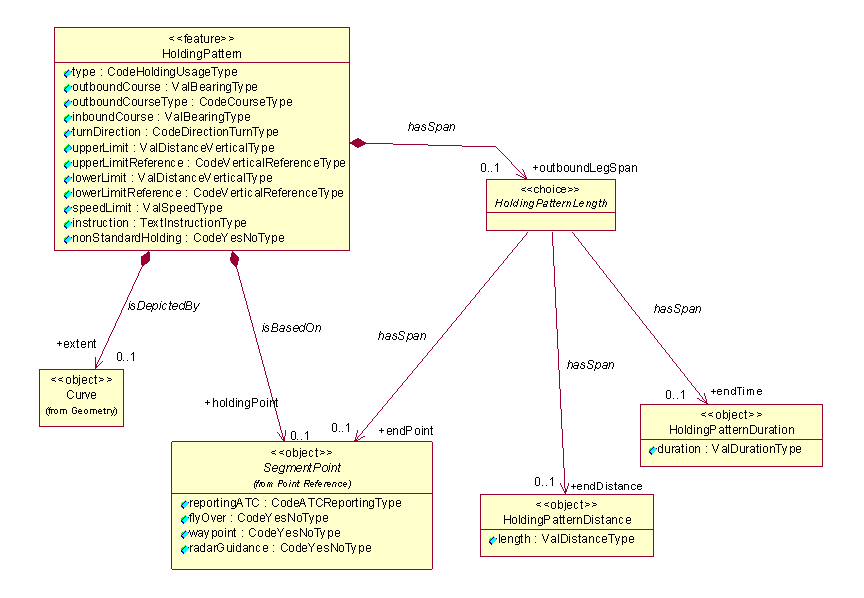 <<feature>>
HoldingPattern
type : CodeHoldingUsageType
outboundCourse : ValBearingType
outboundCourseType : CodeCourseType
inboundCourse : ValBearingType
turnDirection : CodeDirectionTurnType
upperLimit : ValDistanceVerticalType
upperLimitReference : CodeVerticalReferenceType
lowerLimit : ValDistanceVerticalType
lowerLimitReference : CodeVerticalReferenceType
speedLimit : ValSpeedType
instruction : TextInstructionType
nonStandardHolding : CodeYesNoType
hasSpan
0..1
+outboundLegSpan
<<choice>>
HoldingPatternLength
isDepictedBy
+extent
0..1
<<object>>
Curve
(from Geometry)
isBasedOn
+holdingPoint
0..1
hasSpan
0..1
+endPoint
<<object>>
SegmentPoint
(from Point Reference)
reportingATC : CodeATCReportingType
flyOver : CodeYesNoType
waypoint : CodeYesNoType
radarGuidance : CodeYesNoType
hasSpan
0..1
+endDistance
<<object>>
HoldingPatternDistance
length : ValDistanceType
hasSpan
0..1
+endTime
<<object>>
HoldingPatternDuration
duration : ValDurationType